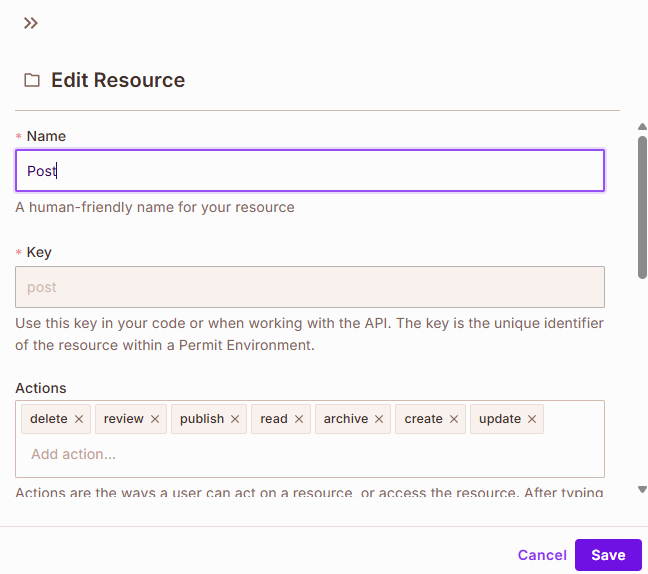 Edit Resource
* Name
Post
A human-friendly name for your resource
* Key
post
Use this key in your code or when working with the API. The key is the unique identifier
of the resource within a Permit Environment.
Actions
delete × review × publish × read × archive × create × update ×
Add action...
Actions are the ways a user can act on a resource, or access the resource. After typing
Cancel Save